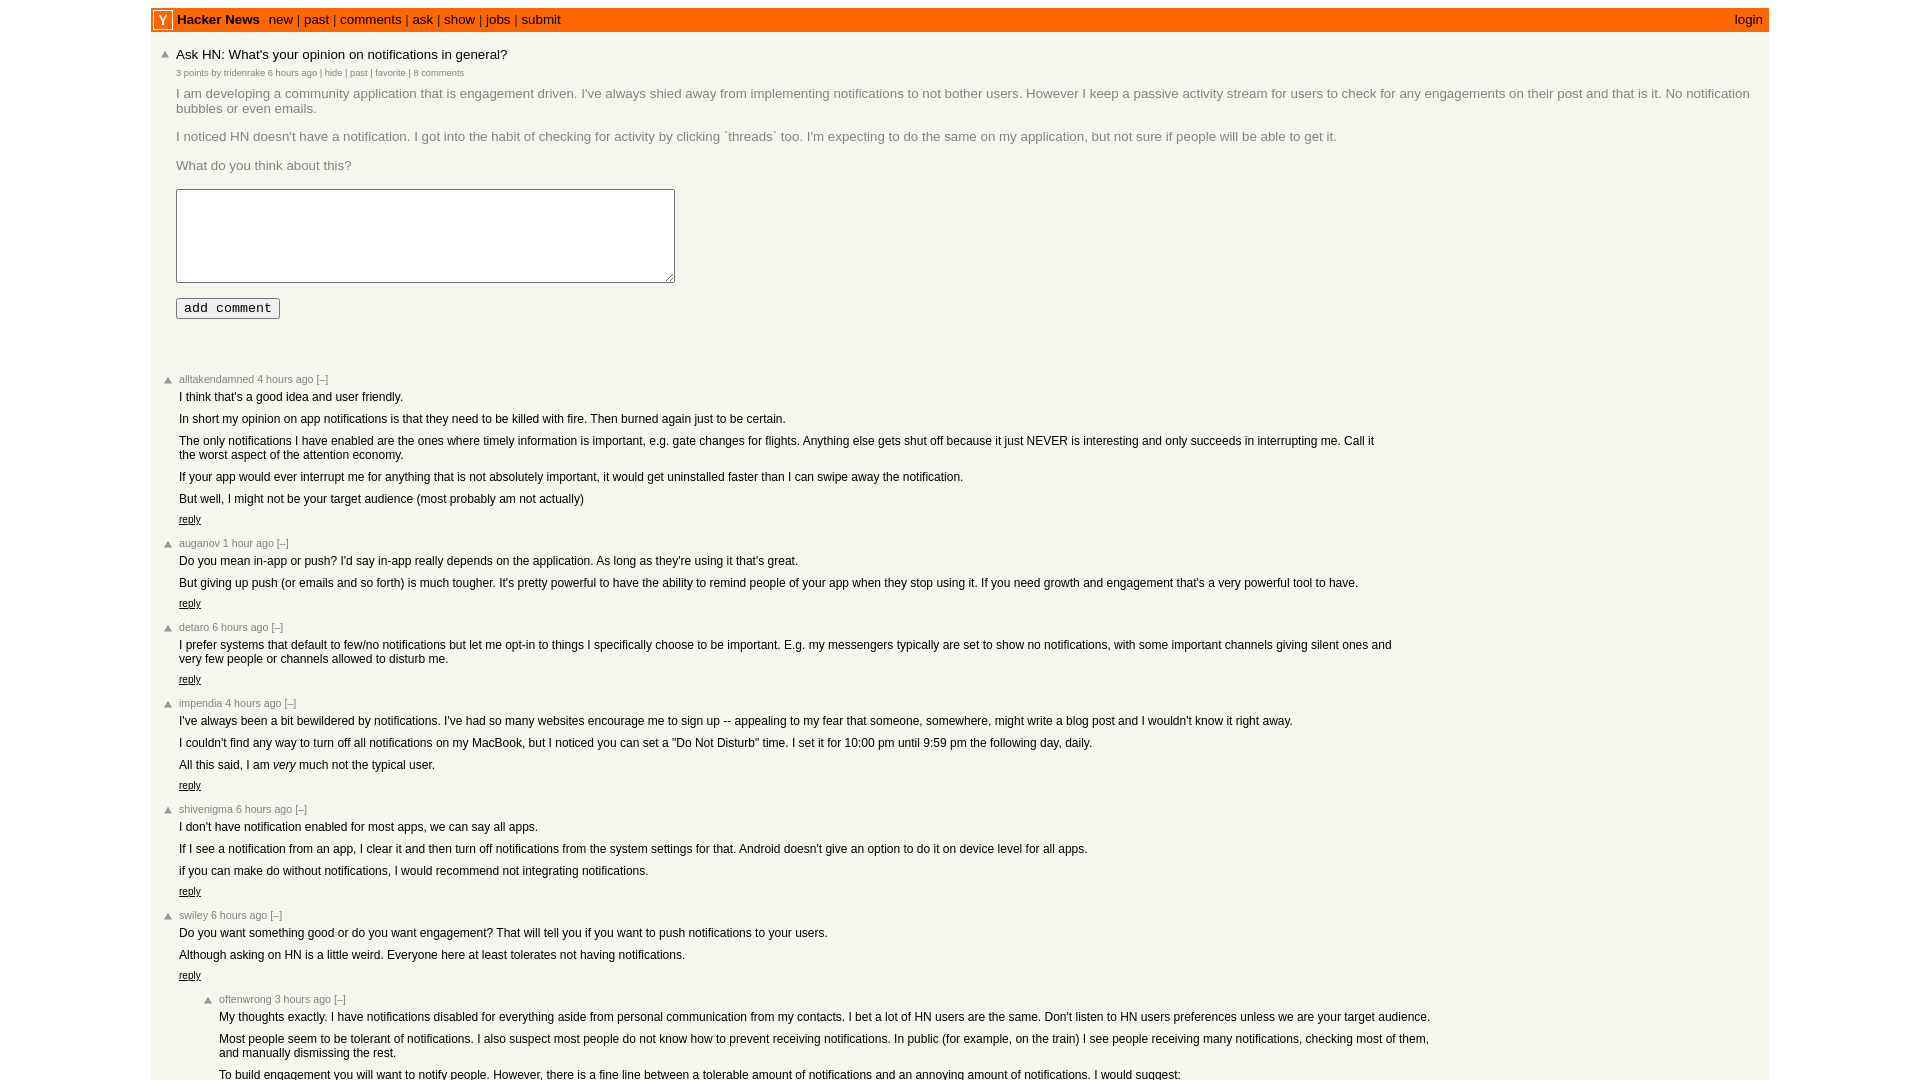 Y Hacker News new | past | comments | ask | show | jobs | submit login
Ask HN: What's your opinion on notifications in general?
3 points by tridenrake 6 hours ago | hide | past | favorite | 8 comments
I am developing a community application that is engagement driven. I've always shied away from implementing notifications to not bother users. However I keep a passive activity stream for users to check for any engagements on their post and that is it. No notification
bubbles or even emails.
I noticed HN doesn't have a notification. I got into the habit of checking for activity by clicking `threads` too. I'm expecting to do the same on my application, but not sure if people will be able to get it.
What do you think about this?
add comment
alltakendamned 4 hours ago [–]
I think that's a good idea and user friendly.
In short my opinion on app notifications is that they need to be killed with fire. Then burned again just to be certain.
The only notifications I have enabled are the ones where timely information is important, e.g. gate changes for flights. Anything else gets shut off because it just NEVER is interesting and only succeeds in interrupting me. Call it
the worst aspect of the attention economy.
If your app would ever interrupt me for anything that is not absolutely important, it would get uninstalled faster than I can swipe away the notification.
But well, I might not be your target audience (most probably am not actually)
reply
auganov 1 hour ago [–]
Do you mean in-app or push? I'd say in-app really depends on the application. As long as they're using it that's great.
But giving up push (or emails and so forth) is much tougher. It's pretty powerful to have the ability to remind people of your app when they stop using it. If you need growth and engagement that's a very powerful tool to have.
reply
detaro 6 hours ago [–]
I prefer systems that default to few/no notifications but let me opt-in to things I specifically choose to be important. E.g. my messengers typically are set to show no notifications, with some important channels giving silent ones and
very few people or channels allowed to disturb me.
reply
impendia 4 hours ago [–]
I've always been a bit bewildered by notifications. I've had so many websites encourage me to sign up -- appealing to my fear that someone, somewhere, might write a blog post and I wouldn't know it right away.
I couldn't find any way to turn off all notifications on my MacBook, but I noticed you can set a "Do Not Disturb" time. I set it for 10:00 pm until 9:59 pm the following day, daily.
All this said, I am very much not the typical user.
reply
shivenigma 6 hours ago [–]
I don't have notification enabled for most apps, we can say all apps.
If I see a notification from an app, I clear it and then turn off notifications from the system settings for that. Android doesn't give an option to do it on device level for all apps.
if you can make do without notifications, I would recommend not integrating notifications.
reply
swiley 6 hours ago [–]
Do you want something good or do you want engagement? That will tell you if you want to push notifications to your users.
Although asking on HN is a little weird. Everyone here at least tolerates not having notifications.
reply
oftenwrong 3 hours ago [–]
My thoughts exactly. I have notifications disabled for everything aside from personal communication from my contacts. I bet a lot of HN users are the same. Don't listen to HN users preferences unless we are your target audience.
Most people seem to be tolerant of notifications. I also suspect most people do not know how to prevent receiving notifications. In public (for example, on the train) I see people receiving many notifications, checking most of them,
and manually dismissing the rest.
To build engagement you will want to notify people. However, there is a fine line between a tolerable amount of notifications and an annoying amount of notifications. I would suggest: